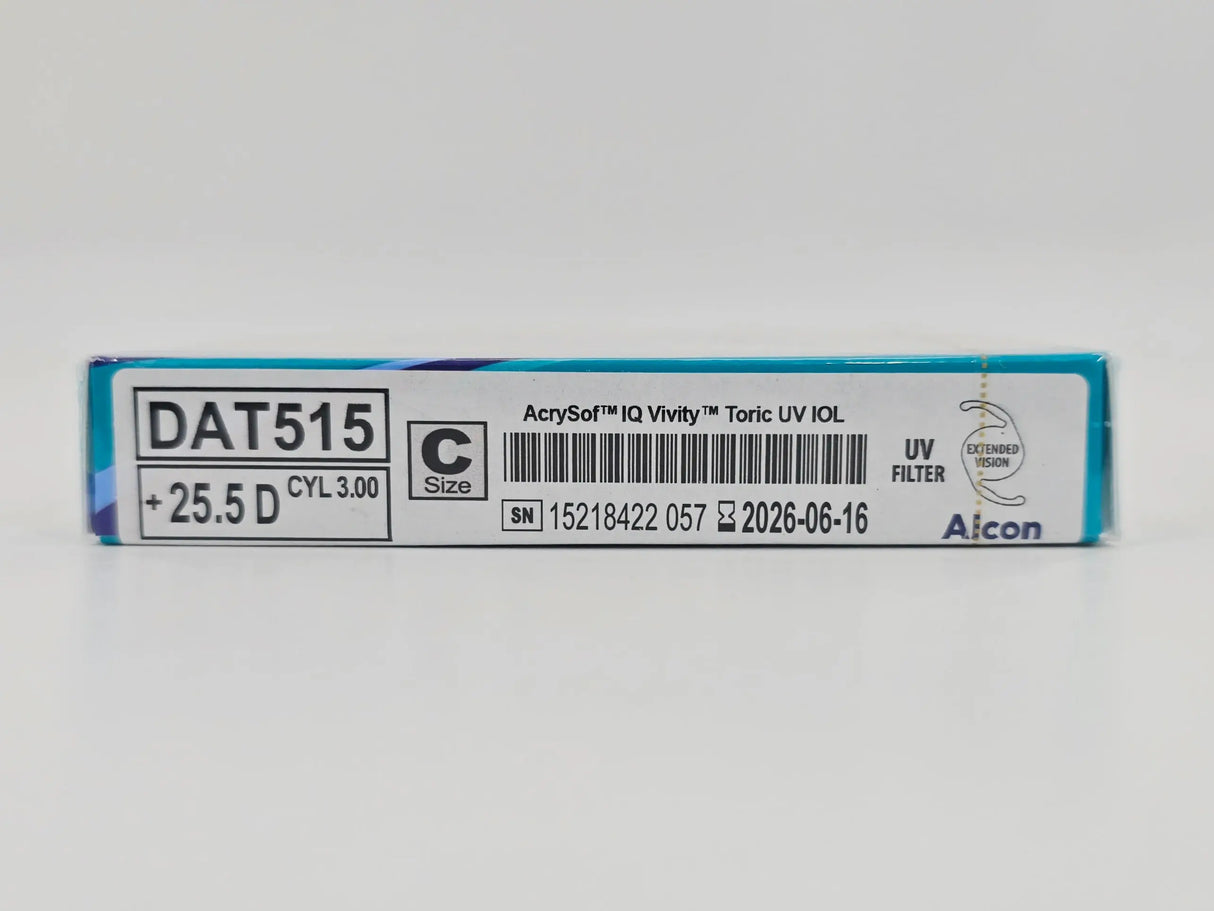 DAT515
+ 25.5 D CYL 3.00
C
Size
AcrySof™ IQ Vivity™ Toric UV IOL
SN 15218422 057 2026-06-16
UV
FILTER
EXTENDED
VISION
Alcon